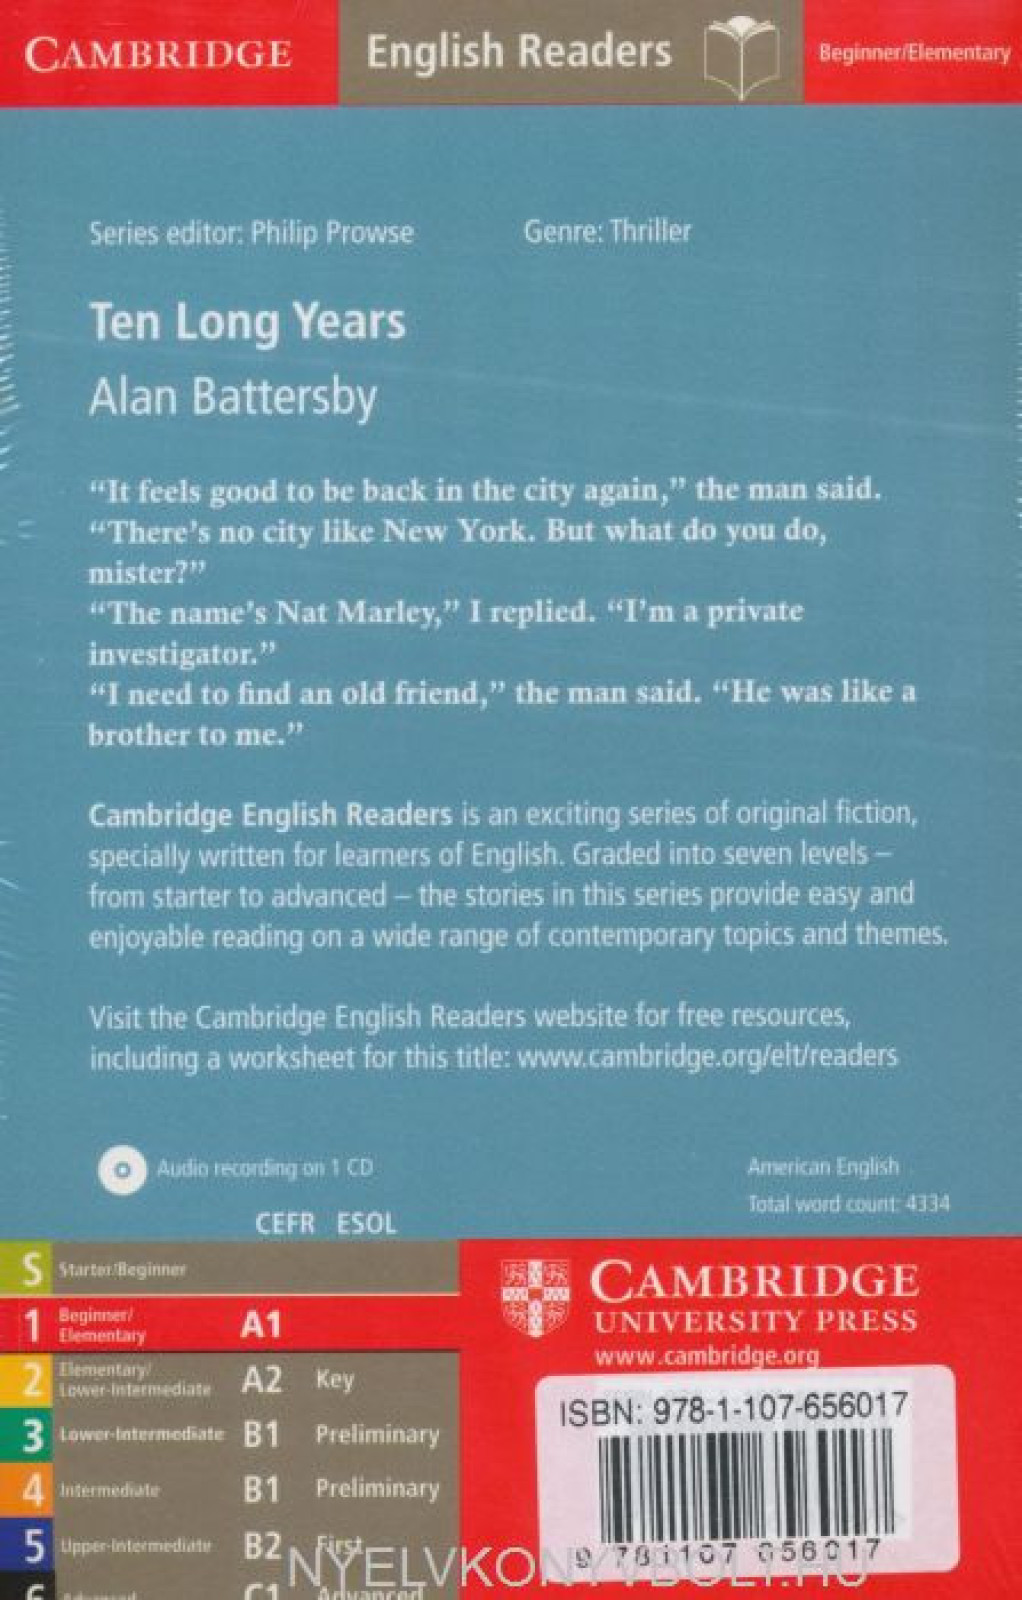 CAMBRIDGE
English Readers
Beginner/Elementary
Series editor: Philip Prowse
Genre: Thriller
Ten Long Years
Alan Battersby
“It feels good to be back in the city again,” the man said.
“There’s no city like New York. But what do you do,
mister?”
“The name’s Nat Marley,” I replied. “I’m a private
investigator.”
“I need to find an old friend,” the man said. “He was like a
brother to me.”
Cambridge English Readers is an exciting series of original fiction,
specially written for learners of English. Graded into seven levels –
from starter to advanced – the stories in this series provide easy and
enjoyable reading on a wide range of contemporary topics and themes.
Visit the Cambridge English Readers website for free resources,
including a worksheet for this title: www.cambridge.org/elt/readers
Audio recording on 1 CD
American English
Total word count: 4334
CEFR ESOL
S Starter/Beginner
1 Beginner/
Elementary A1
2 Elementary/
Lower-Intermediate A2 Key
3 Lower-Intermediate B1 Preliminary
4 Intermediate B1 Preliminary
5 Upper-Intermediate B2 First
6 Advanced C1 Advanced
CAMBRIDGE
UNIVERSITY PRESS
www.cambridge.org
ISBN: 978-1-107-656017
9 781107 656017
NYELVKONYVBOLT.HU